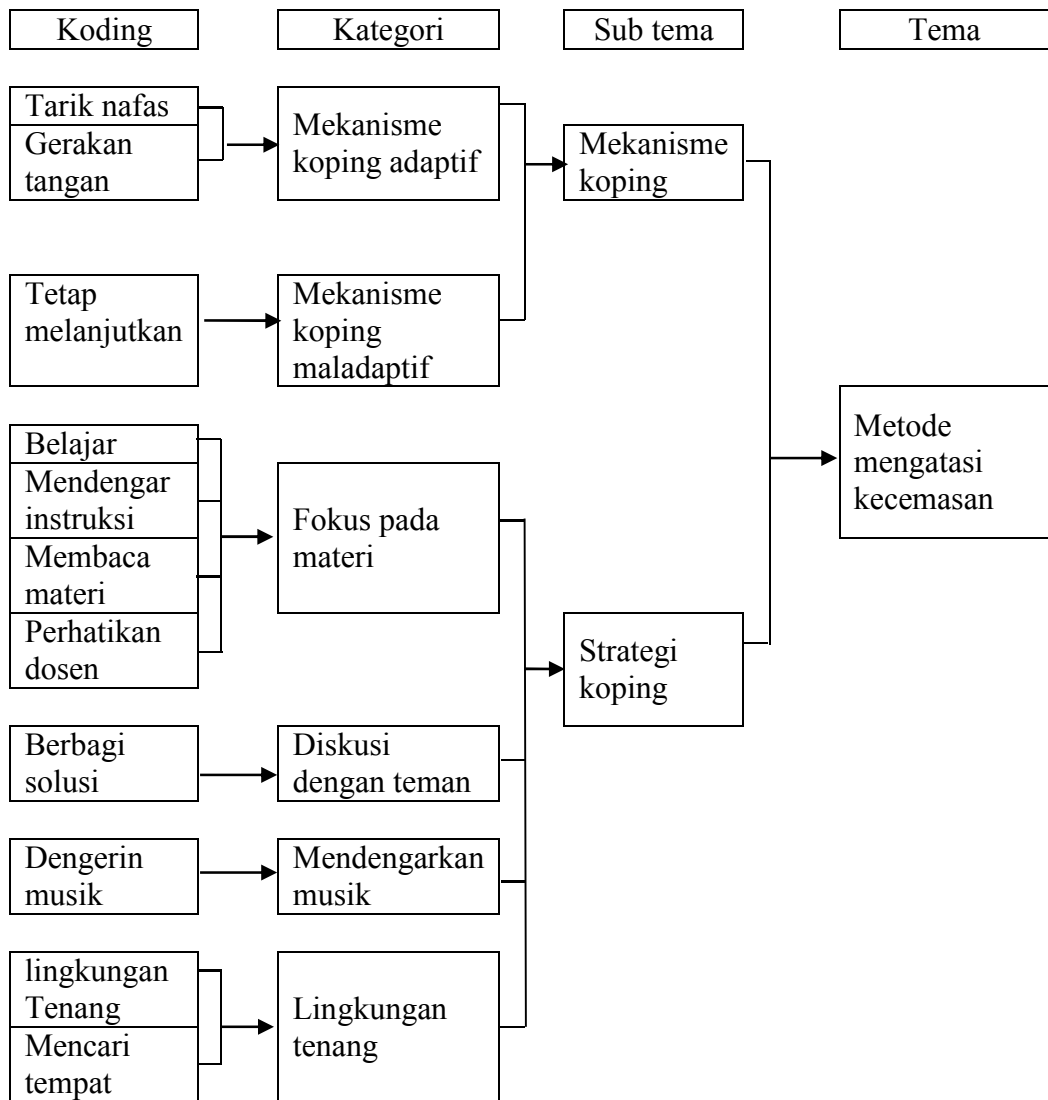 Koding
Kategori
Sub tema
Tema
Tarik nafas
Gerakan
tangan
Mekanisme
koping adaptif
Mekanisme
koping
Tetap
melanjutkan
Mekanisme
koping
maladaptif
Belajar
Mendengar
instruksi
Membaca
materi
Perhatikan
dosen
Fokus pada
materi
Strategi
koping
Metode
mengatasi
kecemasan
Berbagi
solusi
Diskusi
dengan teman
Dengerin
musik
Mendengarkan
musik
lingkungan
Tenang
Mencari
tempat
Lingkungan
tenang